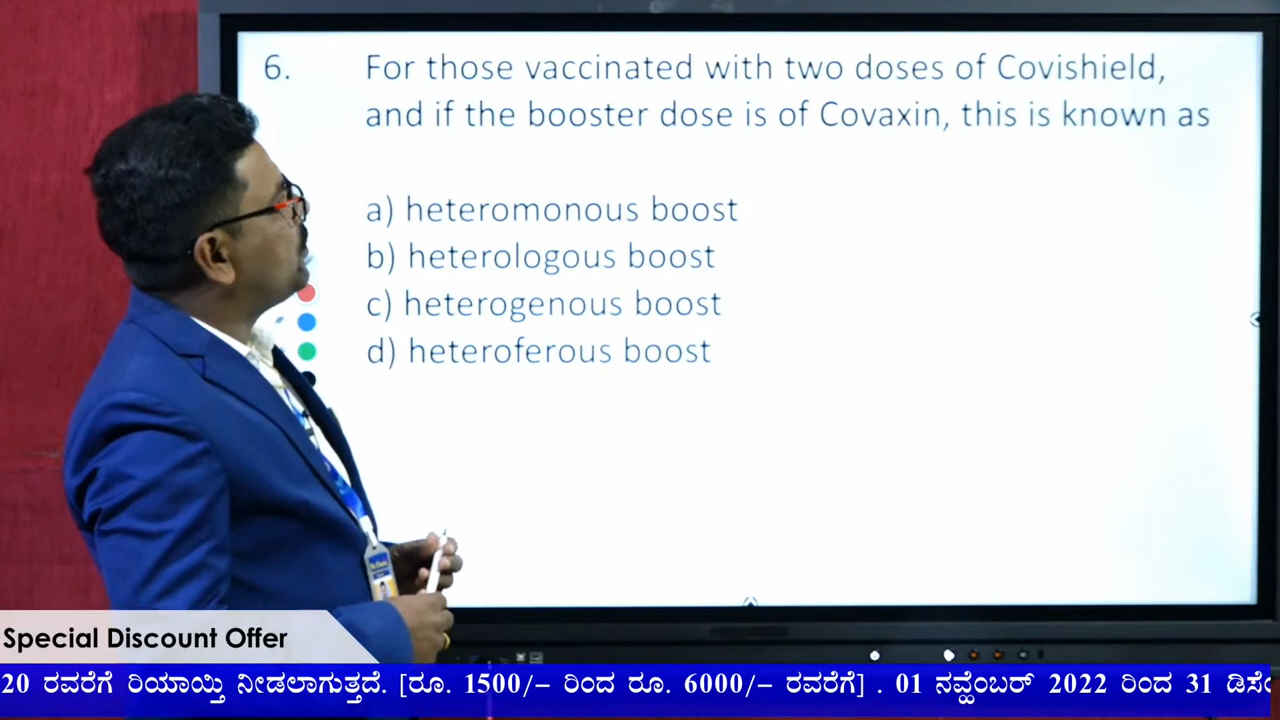 6. For those vaccinated with two doses of Covishield,
and if the booster dose is of Covaxin, this is known as
a) heteromonous boost
b) heterologous boost
c) heterogenous boost
d) heteroferous boost
Special Discount Offer
20 ರವರೆಗೆ ರಿಯಾಯ್ತಿ ನೀಡಲಾಗುತ್ತದೆ. [ರೂ. 1500/– ರಿಂದ ರೂ. 6000/– ರವರೆಗೆ] . 01 ನವ್ಹೆಂಬರ್ 2022 ರಿಂದ 31